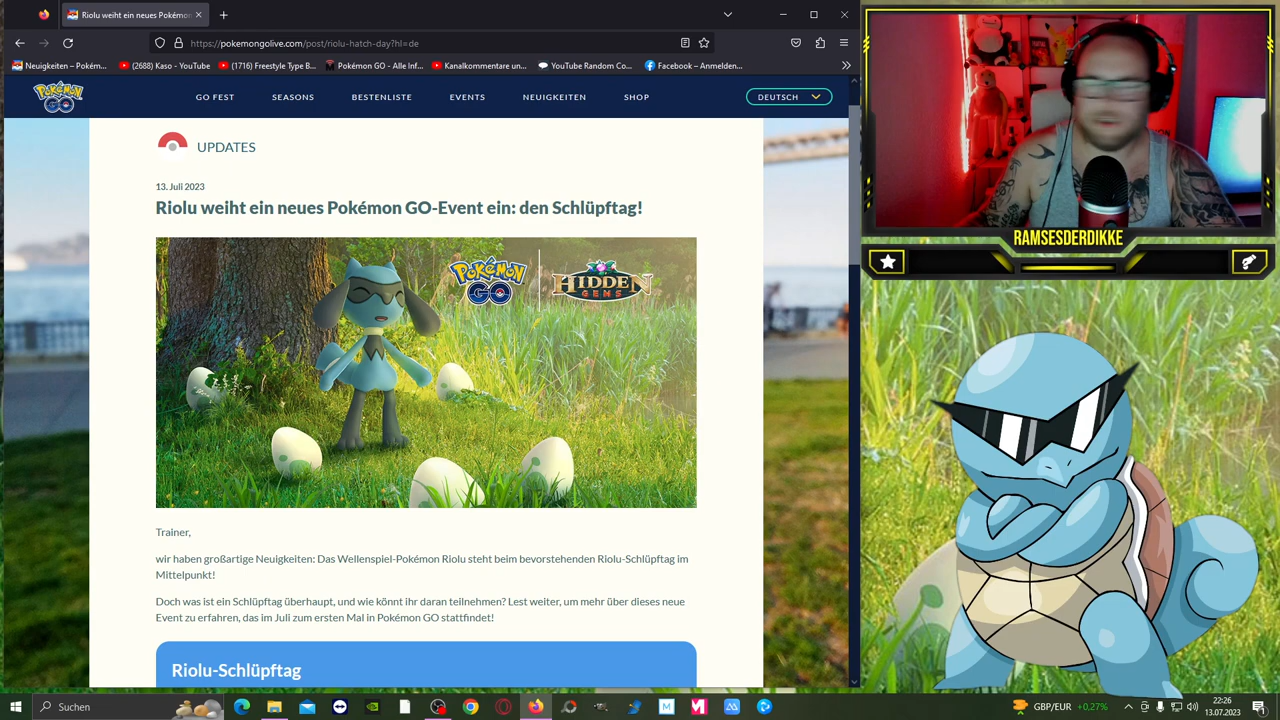 Riolu weiht ein neues Pokémon
https://pokemongolive.com/post/riolu-hatch-day?hl=de
Neuigkeiten – Pokém...
(2688) Kaso - YouTube
(1716) Freestyle Type B...
Pokémon GO - Alle Inf...
Kanalkommentare un...
YouTube Random Co...
Facebook – Anmelden...
POKÉMON GO
GO FEST
SEASONS
BESTENLISTE
EVENTS
NEUIGKEITEN
SHOP
DEUTSCH
UPDATES
13. Juli 2023
Riolu weiht ein neues Pokémon GO-Event ein: den Schlüpftag!
POKÉMON GO
HIDDEN GEMS
Trainer,
wir haben großartige Neuigkeiten: Das Wellenspiel-Pokémon Riolu steht beim bevorstehenden Riolu-Schlüpftag im
Mittelpunkt!
Doch was ist ein Schlüpftag überhaupt, und wie könnt ihr daran teilnehmen? Lest weiter, um mehr über dieses neue
Event zu erfahren, das im Juli zum ersten Mal in Pokémon GO stattfindet!
Riolu-Schlüpftag
RAMSESDERDIKKE
Suchen
GBP/EUR +0,27%
22:26
13.07.2023
1